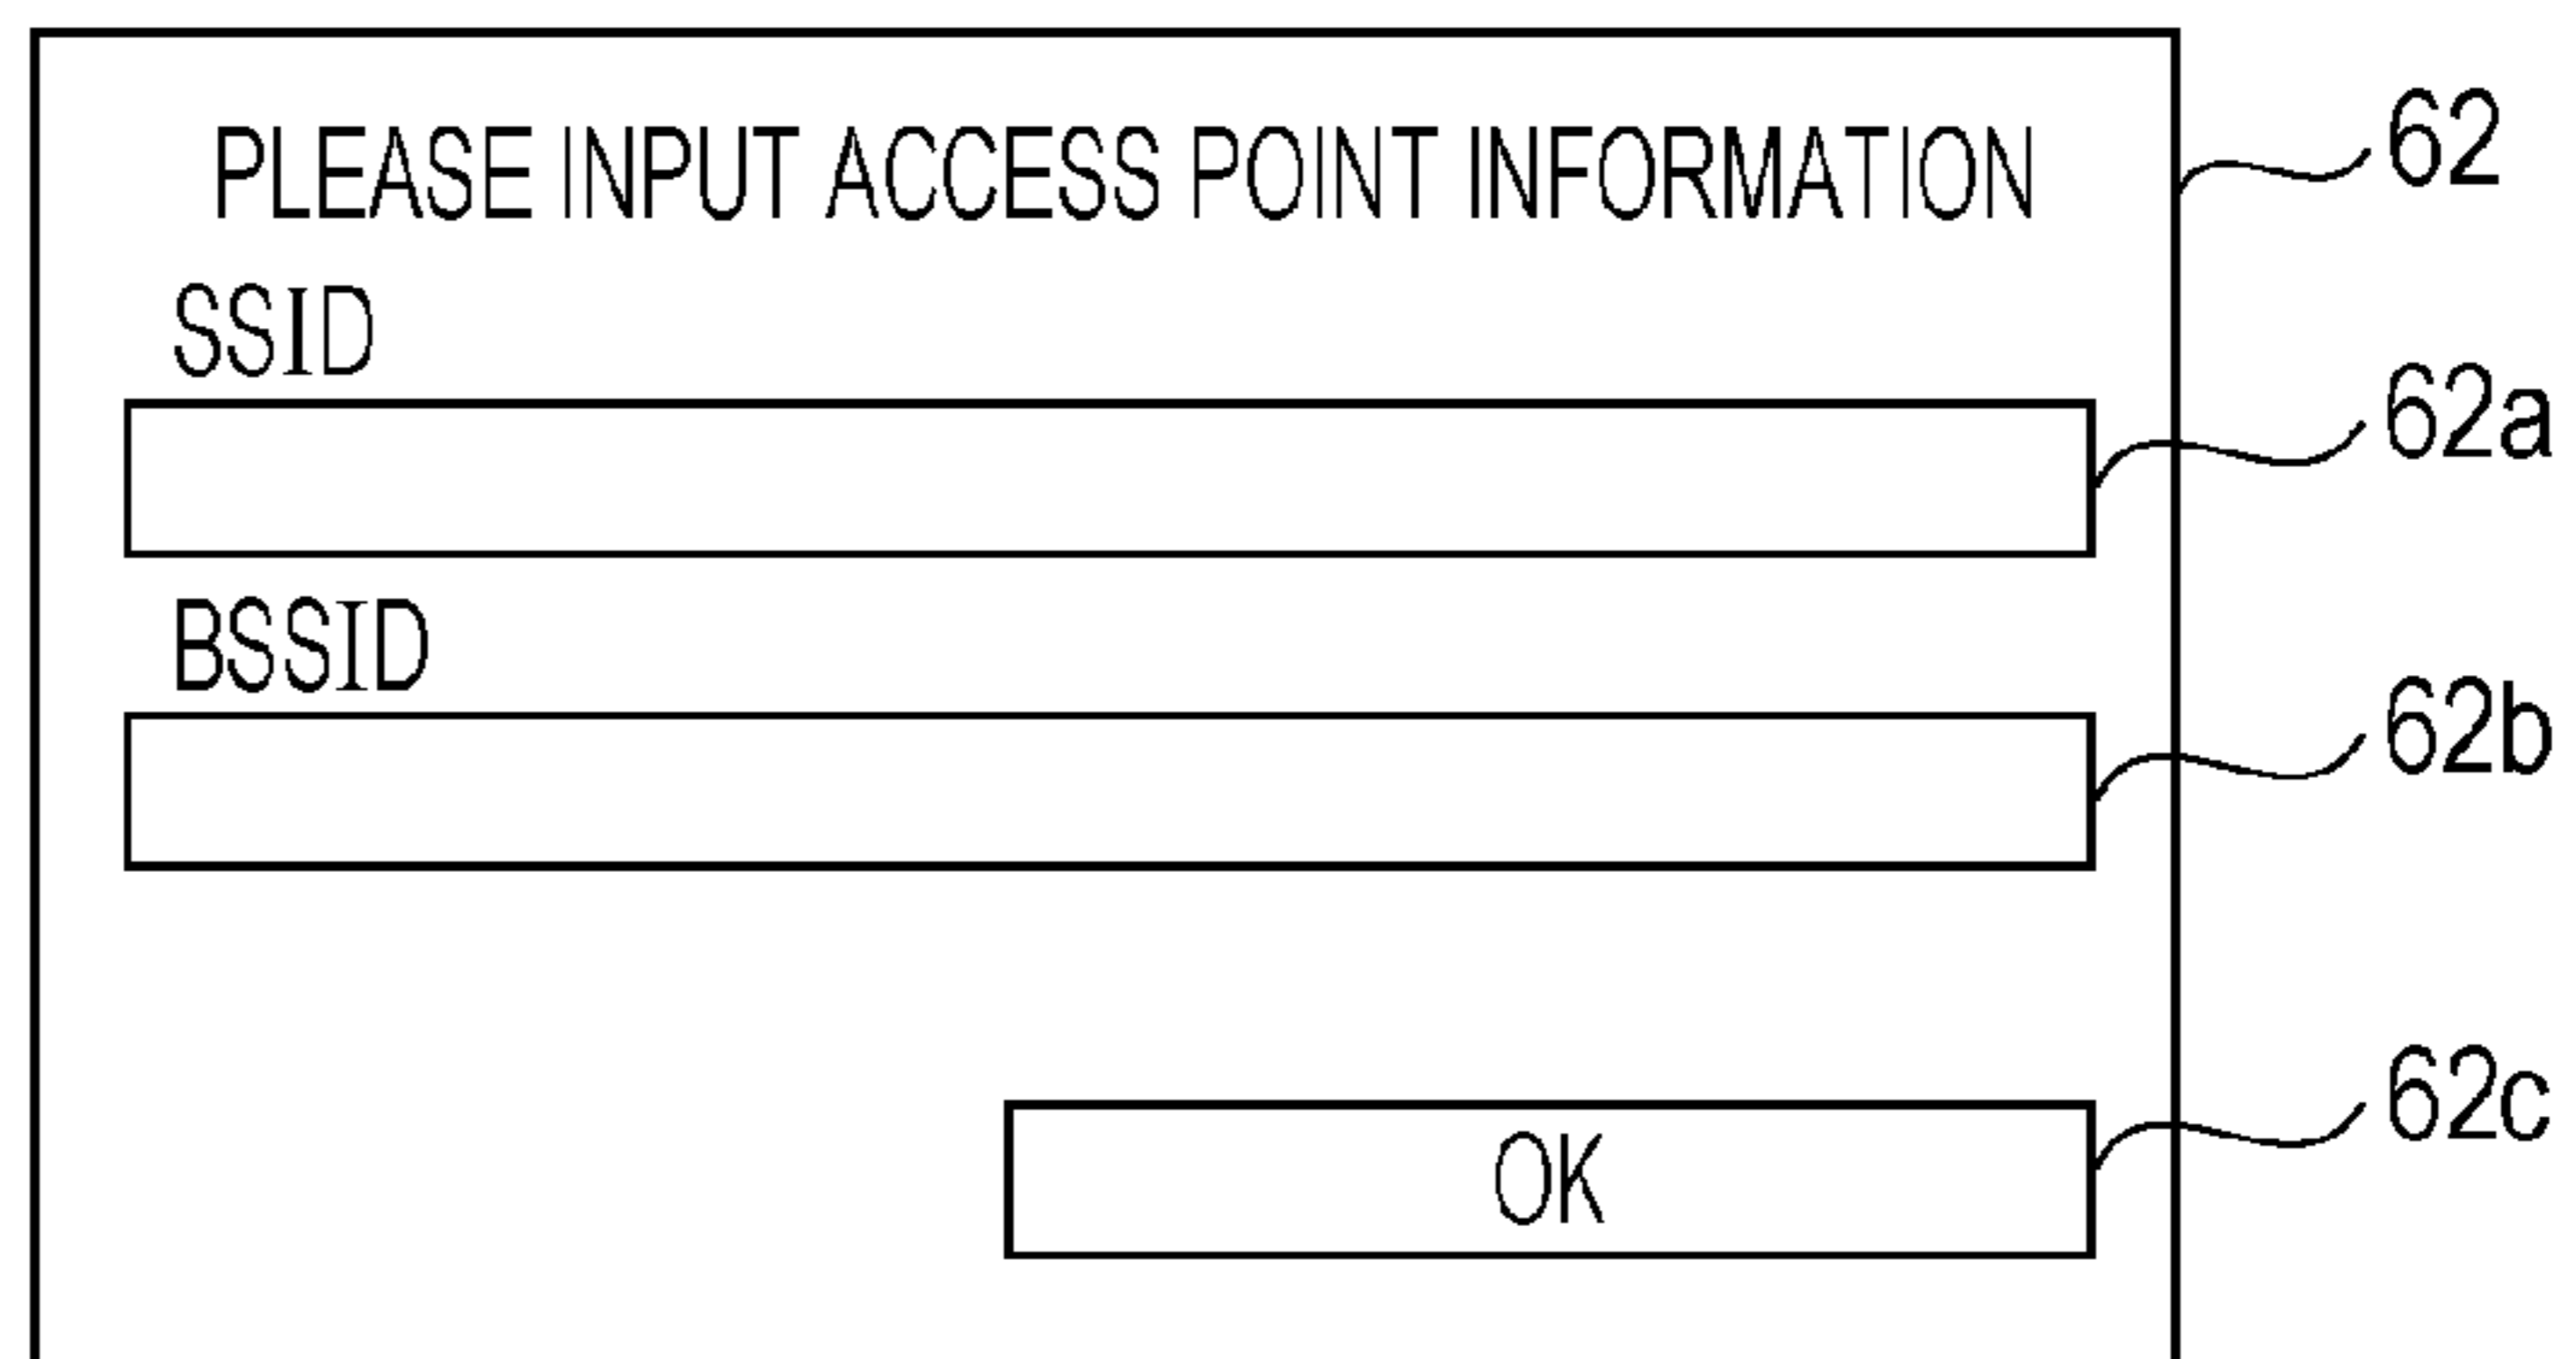 PLEASE INPUT ACCESS POINT INFORMATION
62
SSID
62a
BSSID
62b
OK
62c